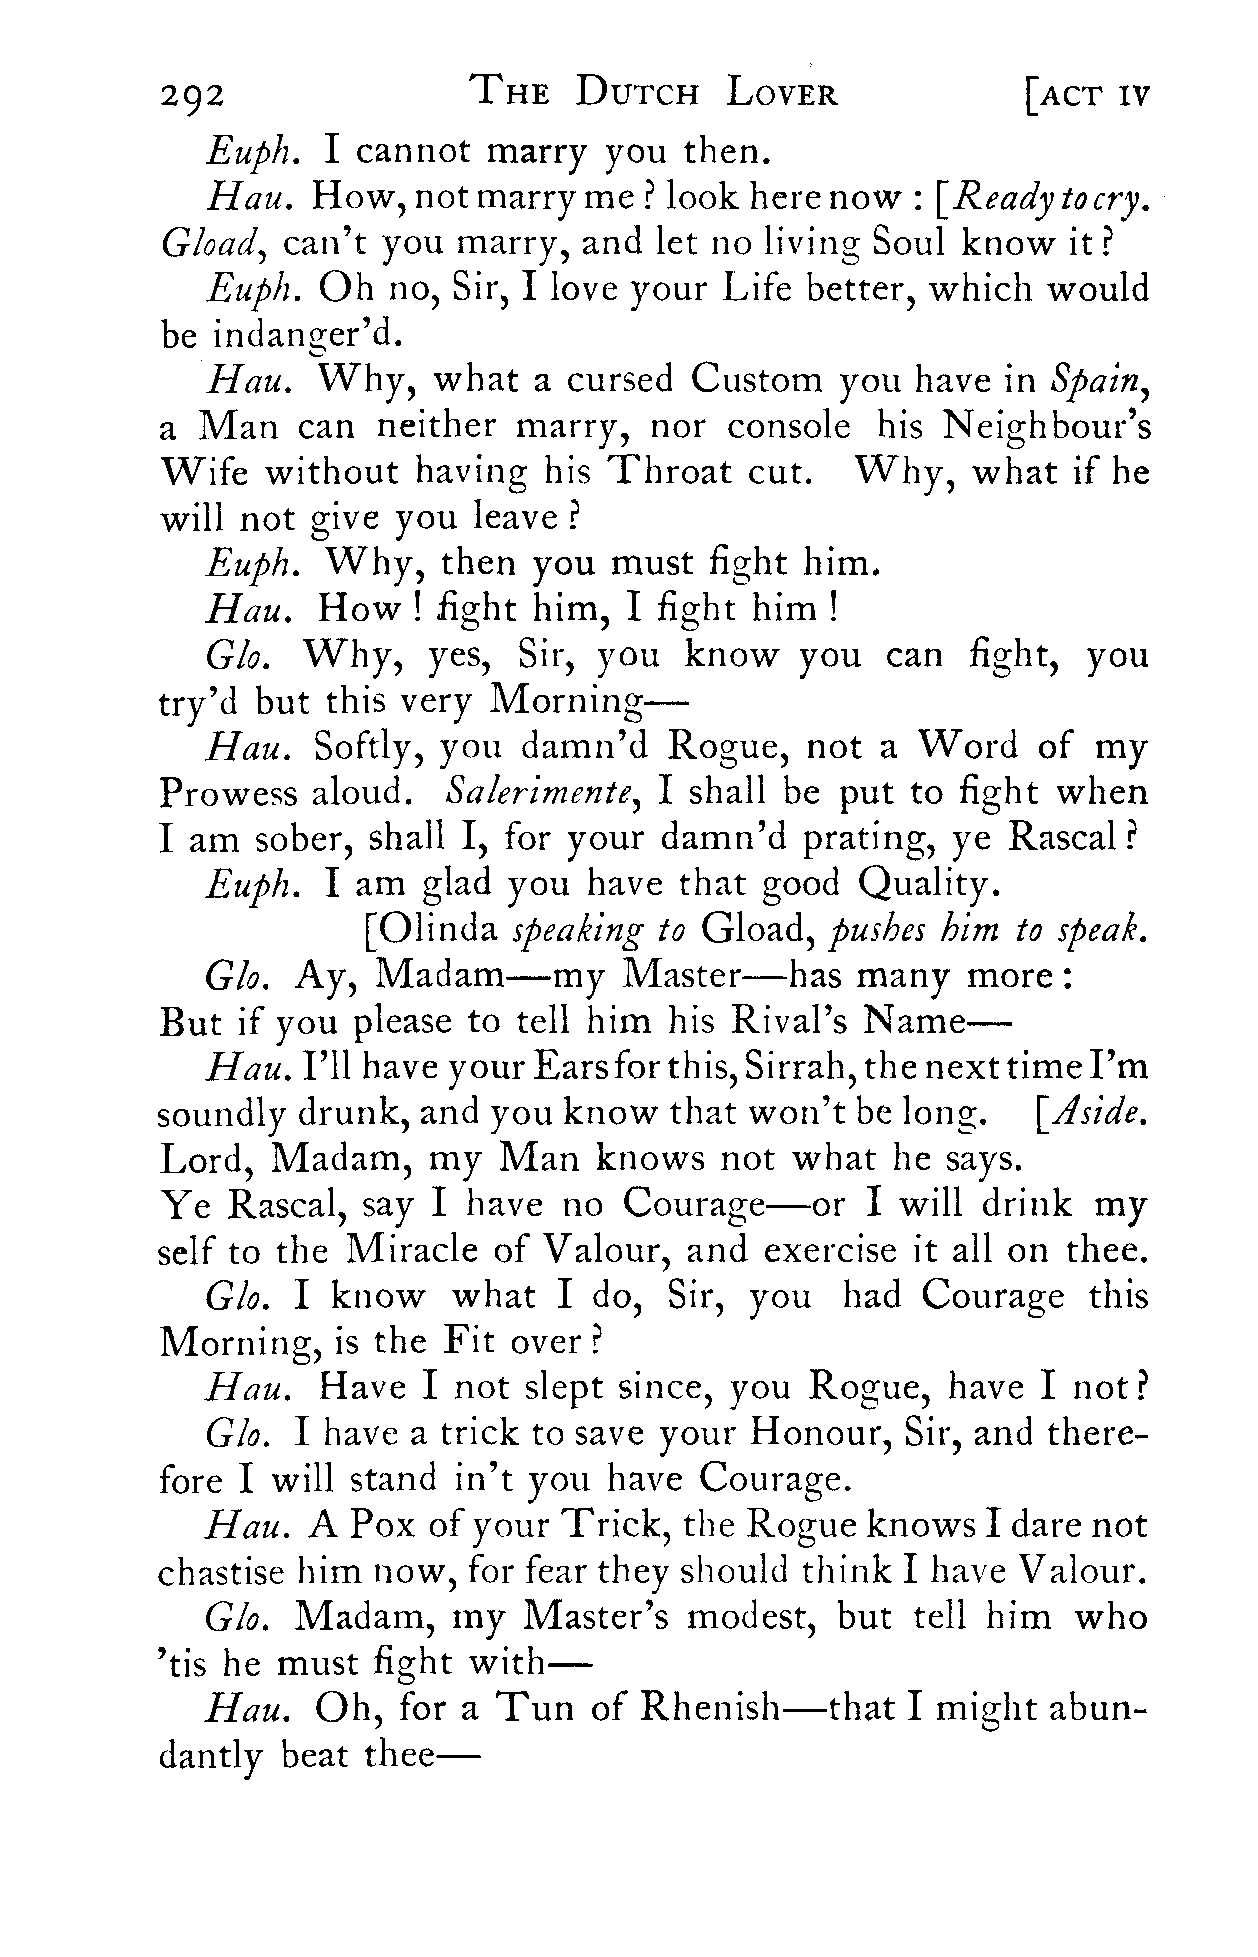 292 THE DUTCH LOVER [ACT IV
Euph. I cannot marry you then.
Hau. How, not marry me ? look here now : [Ready to cry.
Gload, can't you marry, and let no living Soul know it ?
Euph. Oh no, Sir, I love your Life better, which would
be indanger'd.
Hau. Why, what a cursed Custom you have in Spain,
a Man can neither marry, nor console his Neighbour's
Wife without having his Throat cut. Why, what if he
will not give you leave ?
Euph. Why, then you must fight him.
Hau. How ! fight him, I fight him !
Glo. Why, yes, Sir, you know you can fight, you
try'd but this very Morning—
Hau. Softly, you damn'd Rogue, not a Word of my
Prowess aloud. Salerimente, I shall be put to fight when
I am sober, shall I, for your damn'd prating, ye Rascal ?
Euph. I am glad you have that good Quality.
[Olinda speaking to Gload, pushes him to speak.
Glo. Ay, Madam—my Master—has many more :
But if you please to tell him his Rival's Name—
Hau. I'll have your Ears for this, Sirrah, the next time I'm
soundly drunk, and you know that won't be long. [Aside.
Lord, Madam, my Man knows not what he says.
Ye Rascal, say I have no Courage—or I will drink my
self to the Miracle of Valour, and exercise it all on thee.
Glo. I know what I do, Sir, you had Courage this
Morning, is the Fit over ?
Hau. Have I not slept since, you Rogue, have I not ?
Glo. I have a trick to save your Honour, Sir, and there-
fore I will stand in't you have Courage.
Hau. A Pox of your Trick, the Rogue knows I dare not
chastise him now, for fear they should think I have Valour.
Glo. Madam, my Master's modest, but tell him who
'tis he must fight with—
Hau. Oh, for a Tun of Rhenish—that I might abun-
dantly beat thee—